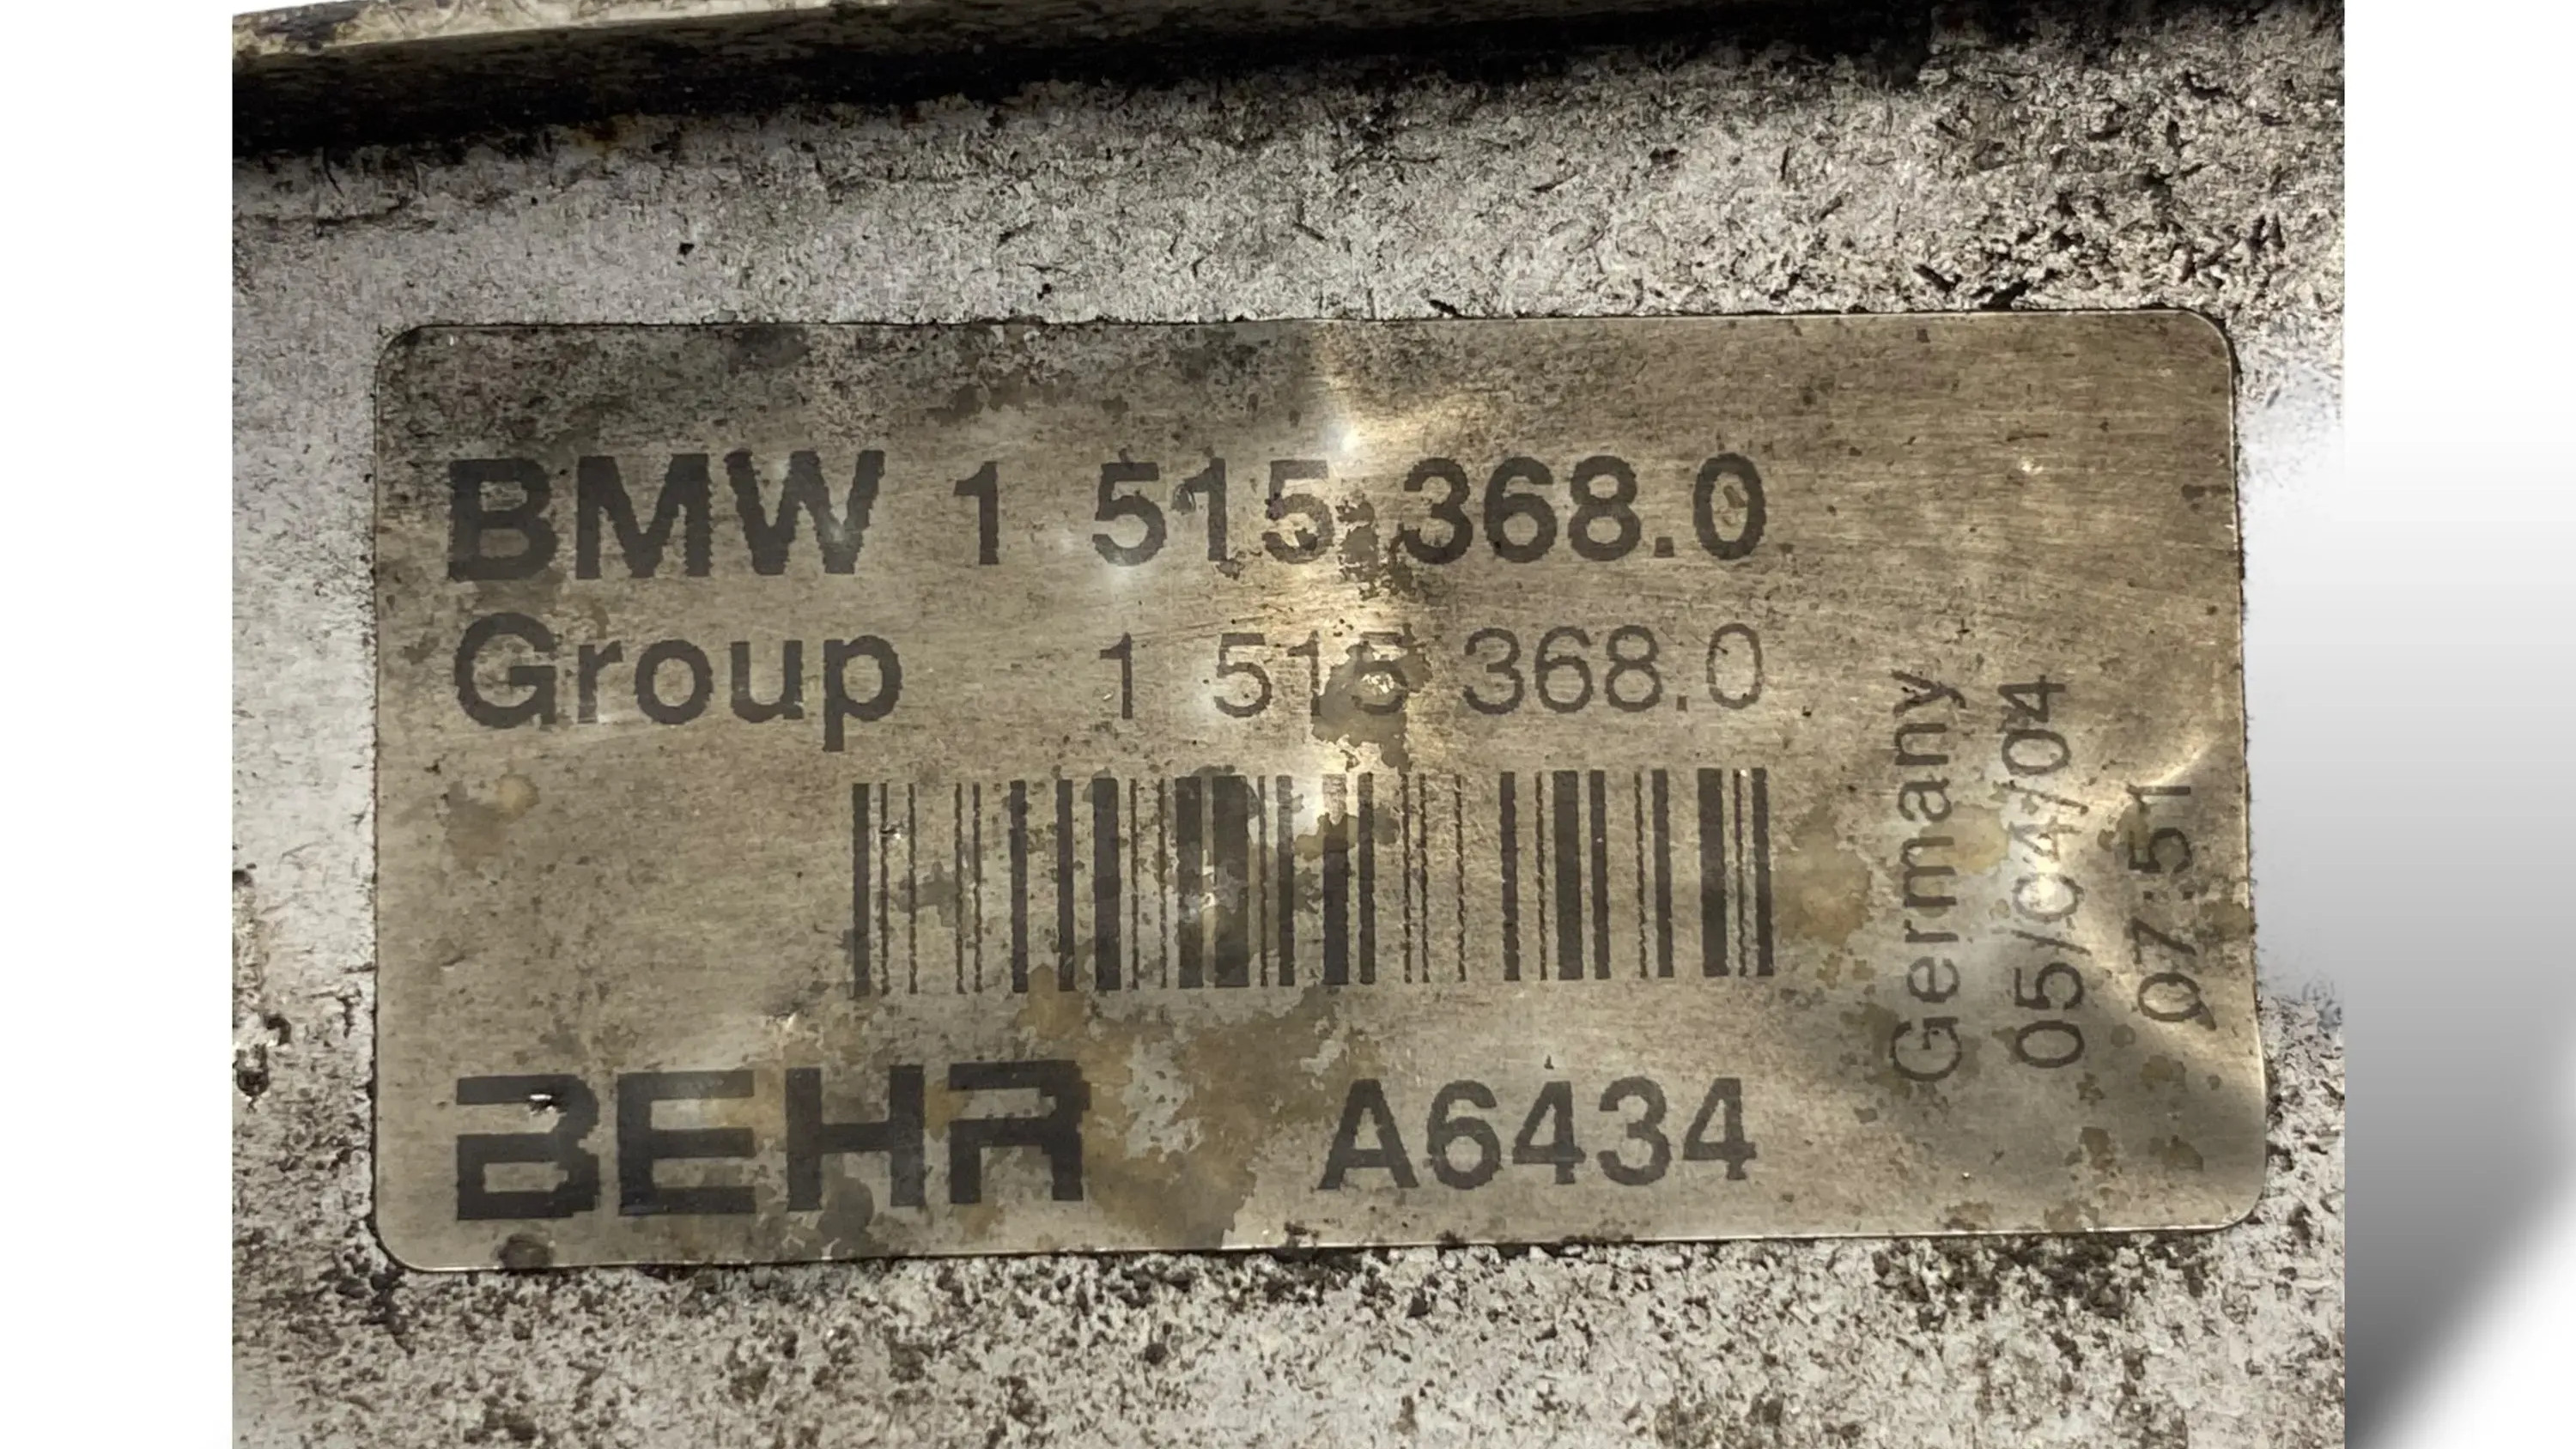 BMW 1 515 368.0
Group 1 515 368.0
BEHR A6434
Germany
05/04/04
07:51